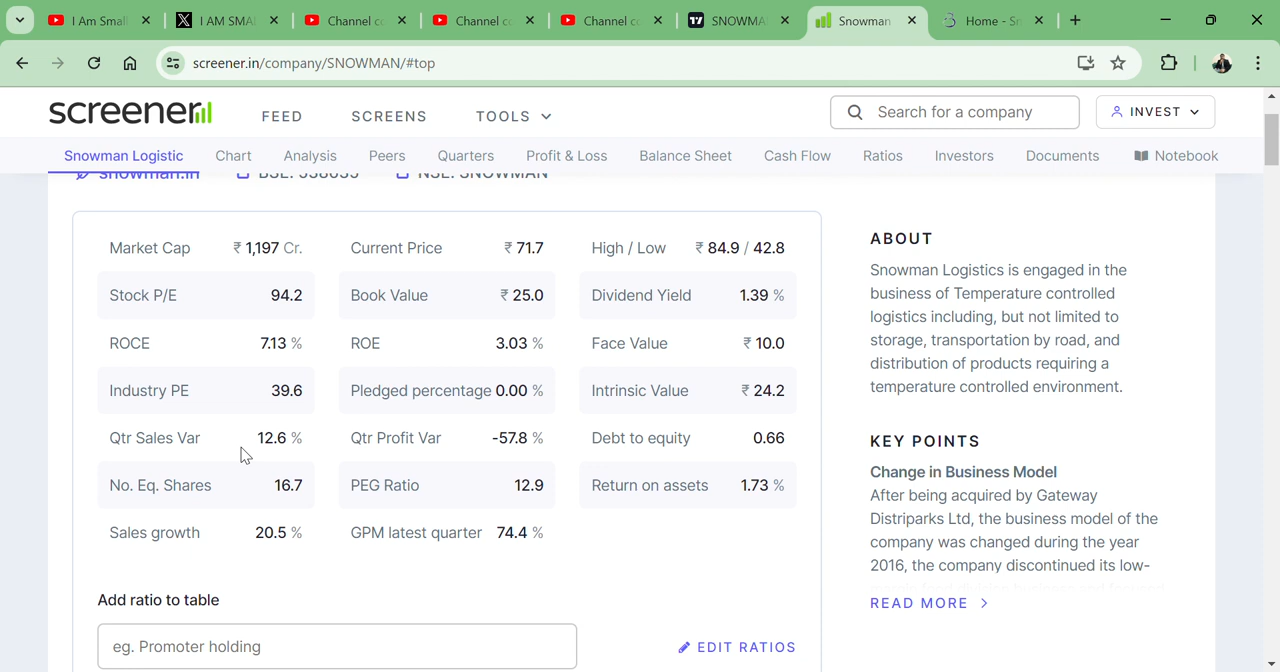 I Am Small
I AM SMA
Channel c
Channel c
Channel c
SNOWMA
Snowman
Home - Sn
screener.in/company/SNOWMAN/#top
screener
FEED
SCREENS
TOOLS
Search for a company
INVEST
Snowman Logistic
Chart
Analysis
Peers
Quarters
Profit & Loss
Balance Sheet
Cash Flow
Ratios
Investors
Documents
Notebook
snowman.in
BSE: 538635
NSE: SNOWMAN
Market Cap ₹ 1,197 Cr.
Current Price ₹ 71.7
High / Low ₹ 84.9 / 42.8
Stock P/E 94.2
Book Value ₹ 25.0
Dividend Yield 1.39 %
ROCE 7.13 %
ROE 3.03 %
Face Value ₹ 10.0
Industry PE 39.6
Pledged percentage 0.00 %
Intrinsic Value ₹ 24.2
Qtr Sales Var 12.6 %
Qtr Profit Var -57.8 %
Debt to equity 0.66
No. Eq. Shares 16.7
PEG Ratio 12.9
Return on assets 1.73 %
Sales growth 20.5 %
GPM latest quarter 74.4 %
Add ratio to table
eg. Promoter holding
EDIT RATIOS
ABOUT
Snowman Logistics is engaged in the
business of Temperature controlled
logistics including, but not limited to
storage, transportation by road, and
distribution of products requiring a
temperature controlled environment.
KEY POINTS
Change in Business Model
After being acquired by Gateway
Distriparks Ltd, the business model of the
company was changed during the year
2016, the company discontinued its low-
READ MORE